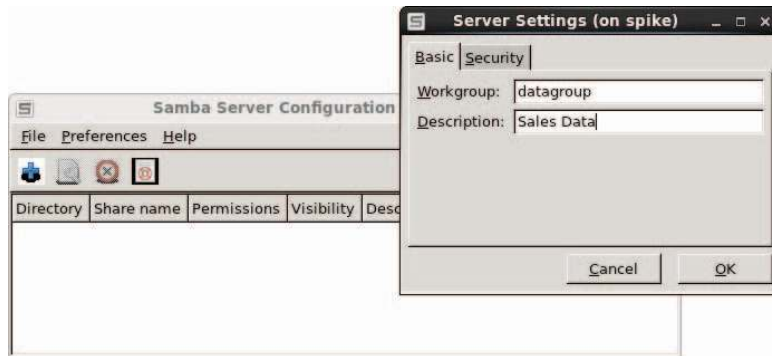 Server Settings (on spike)
Basic Security
Workgroup: datagroup
Description: Sales Data
Cancel OK
Samba Server Configuration
File Preferences Help
Directory Share name Permissions Visibility Desc